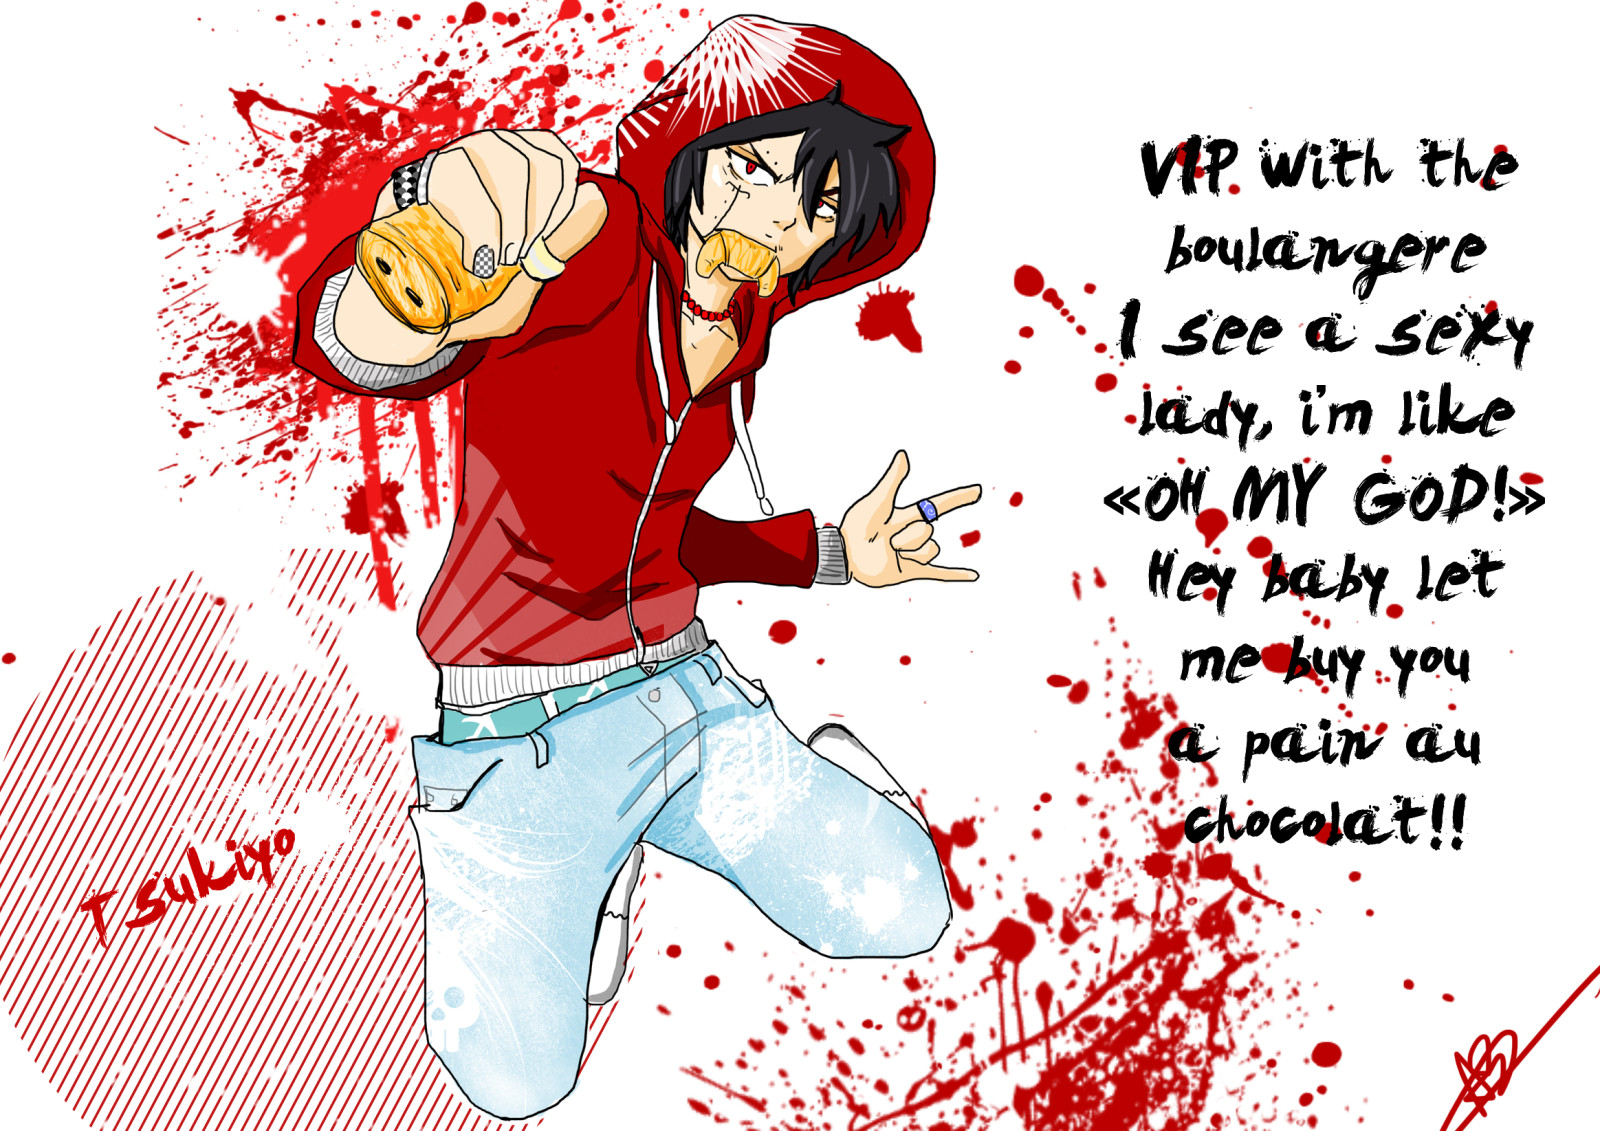 VIP with the
boulangere
I see a sexy
lady, i'm like
«OH MY GOD!»
Hey baby let
me buy you
a pain au
chocolat!!
Tsukiyo